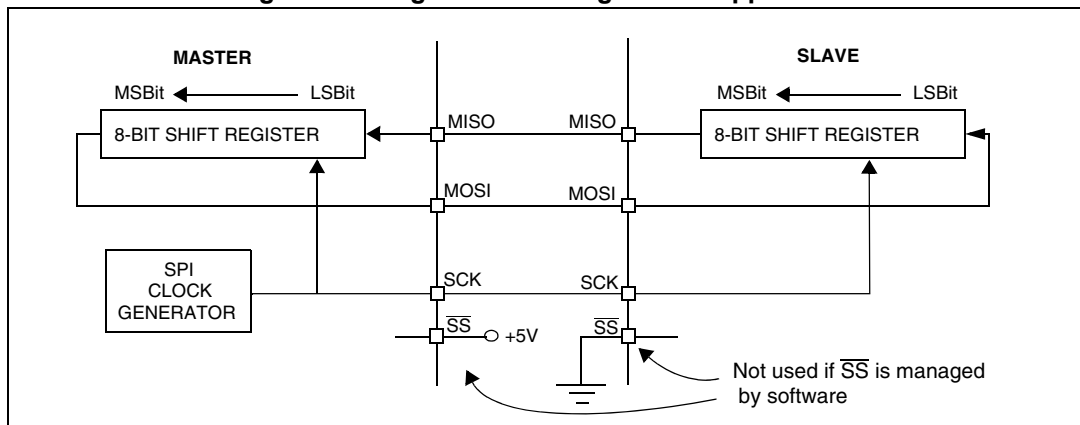 MASTER
SLAVE
MSBit
LSBit
MSBit
LSBit
8-BIT SHIFT REGISTER
MISO
MISO
8-BIT SHIFT REGISTER
MOSI
MOSI
SPI
CLOCK
GENERATOR
SCK
SCK
SS
+5V
SS
Not used if SS is managed
by software